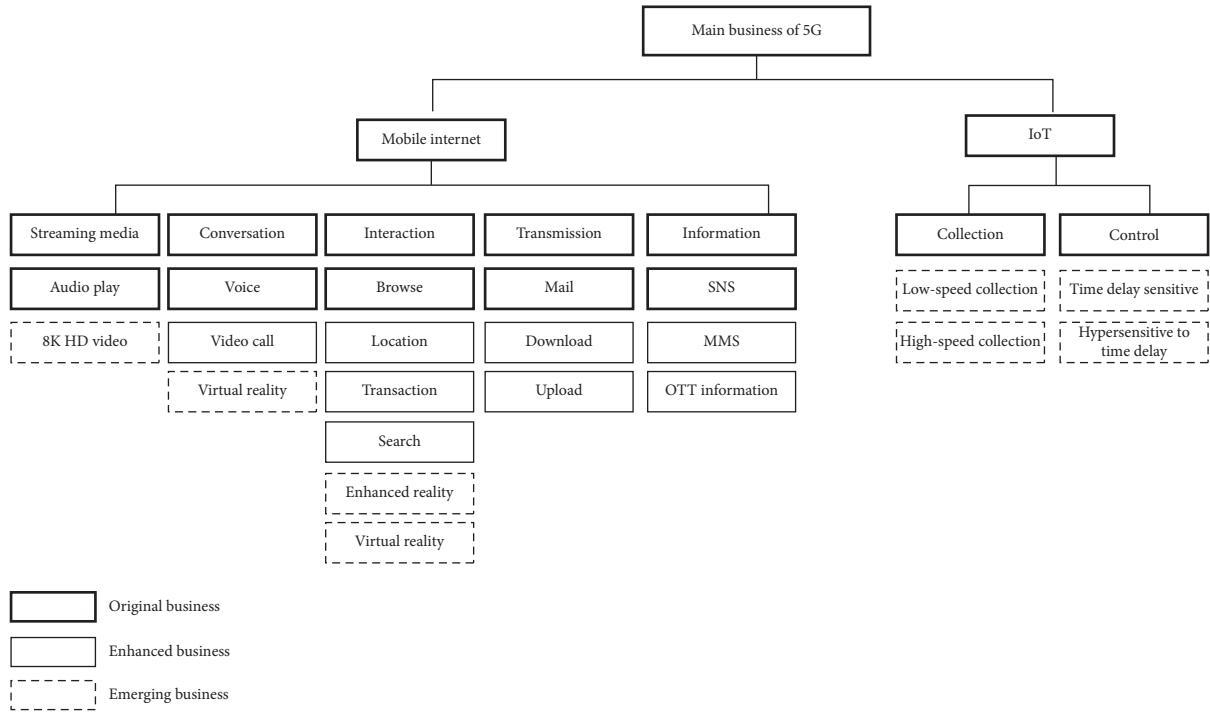 Main business of 5G
Mobile internet
IoT
Streaming media
Conversation
Interaction
Transmission
Information
Collection
Control
Audio play
Voice
Browse
Mail
SNS
Low-speed collection
Time delay sensitive
8K HD video
Video call
Location
Download
MMS
High-speed collection
Hypersensitive to
time delay
Virtual reality
Transaction
Upload
OTT information
Search
Enhanced reality
Virtual reality
Original business
Enhanced business
Emerging business